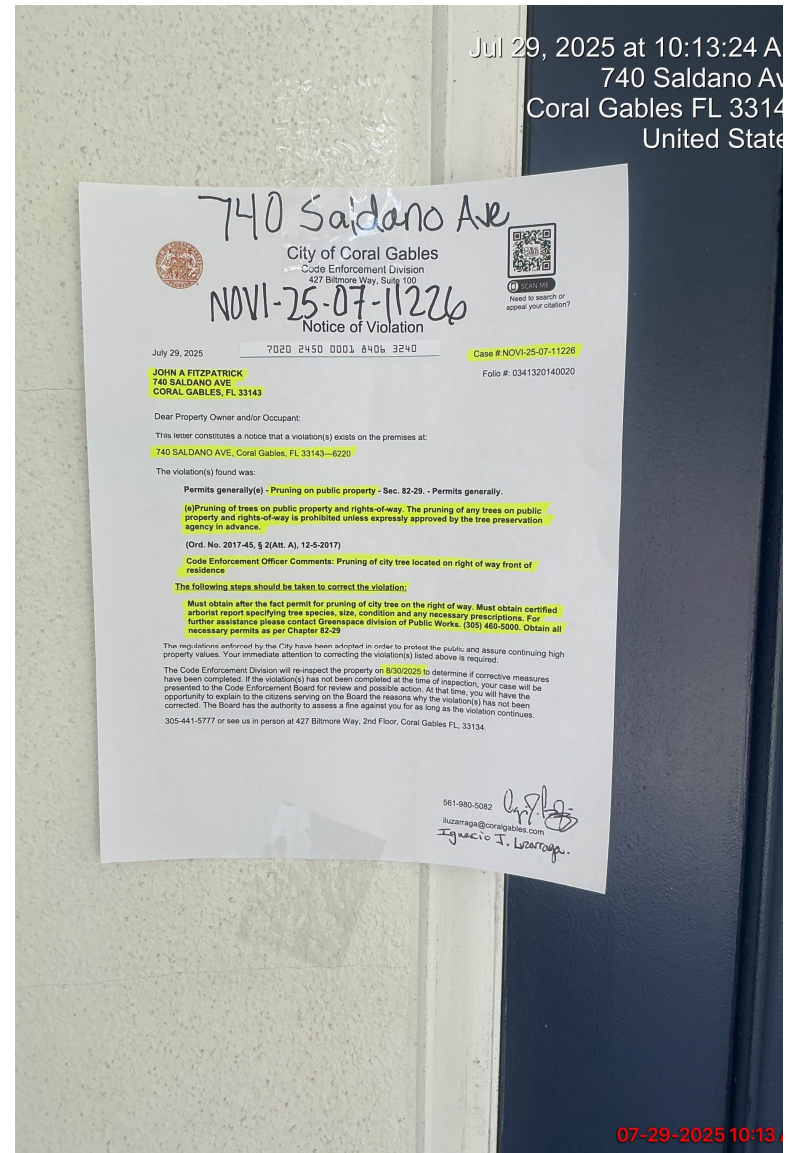 Jul 29, 2025 at 10:13:24 A
740 Saldano Av
Coral Gables FL 3314
United State
740 Saldano Ave
City of Coral Gables
Code Enforcement Division
427 Biltmore Way, Suite 100
NOVI-25-07-11226
Notice of Violation
SCAN ME
Need to search or
appeal your citation?
July 29, 2025
7020 2450 0001 8406 3240
Case #:NOVI-25-07-11226
JOHN A FITZPATRICK
740 SALDANO AVE
CORAL GABLES, FL 33143
Folio #: 0341320140020
Dear Property Owner and/or Occupant:
This letter constitutes a notice that a violation(s) exists on the premises at:
740 SALDANO AVE, Coral Gables, FL 33143—6220
The violation(s) found was:
Permits generally(e) - Pruning on public property - Sec. 82-29. - Permits generally.
(e)Pruning of trees on public property and rights-of-way. The pruning of any trees on public
property and rights-of-way is prohibited unless expressly approved by the tree preservation
agency in advance.
(Ord. No. 2017-45, § 2(Att. A), 12-5-2017)
Code Enforcement Officer Comments: Pruning of city tree located on right of way front of
residence
The following steps should be taken to correct the violation:
Must obtain after the fact permit for pruning of city tree on the right of way. Must obtain certified
arborist report specifying tree species, size, condition and any necessary prescriptions. For
further assistance please contact Greenspace division of Public Works. (305) 460-5000. Obtain all
necessary permits as per Chapter 82-29
The regulations enforced by the City have been adopted in order to protect the public and assure continuing high
property values. Your immediate attention to correcting the violation(s) listed above is required.
The Code Enforcement Division will re-inspect the property on 8/30/2025 to determine if corrective measures
have been completed. If the violation(s) has not been completed at the time of inspection, your case will be
presented to the Code Enforcement Board for review and possible action. At that time, you will have the
opportunity to explain to the citizens serving on the Board the reasons why the violation(s) has not been
corrected. The Board has the authority to assess a fine against you for as long as the violation continues.
305-441-5777 or see us in person at 427 Biltmore Way, 2nd Floor, Coral Gables FL, 33134.
561-980-5082
iluzarraga@coralgables.com
Ignacio J. Luzarraga.
07-29-2025 10:13